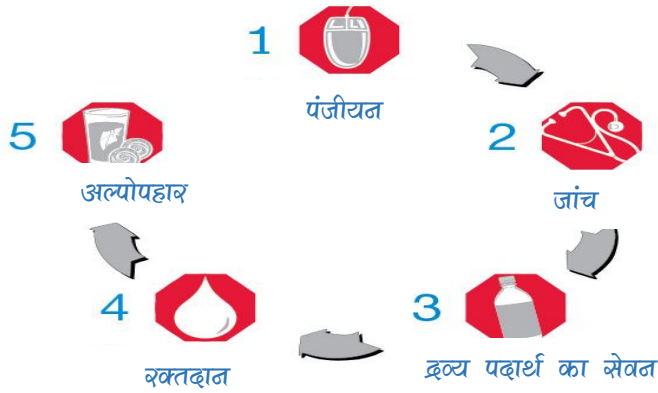 1
पंजीयन
2
जांच
3
द्रव्य पदार्थ का सेवन
4
रक्तदान
5
अल्पोपहार